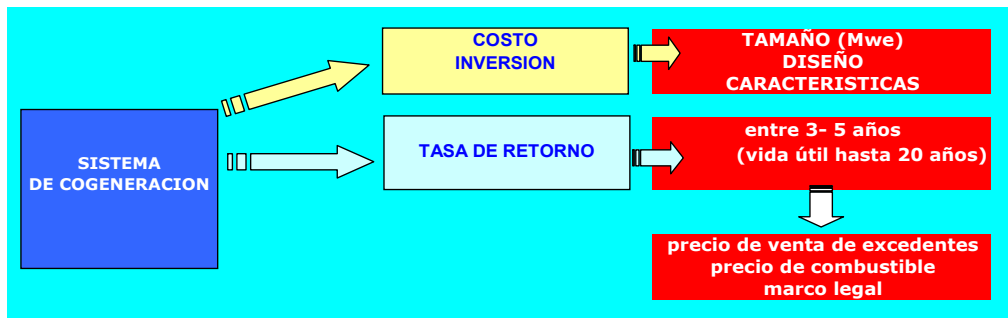 SISTEMA
DE COGENERACION
COSTO
INVERSION
TAMAÑO (Mwe)
DISEÑO
CARACTERISTICAS
TASA DE RETORNO
entre 3- 5 años
(vida útil hasta 20 años)
precio de venta de excedentes
precio de combustible
marco legal